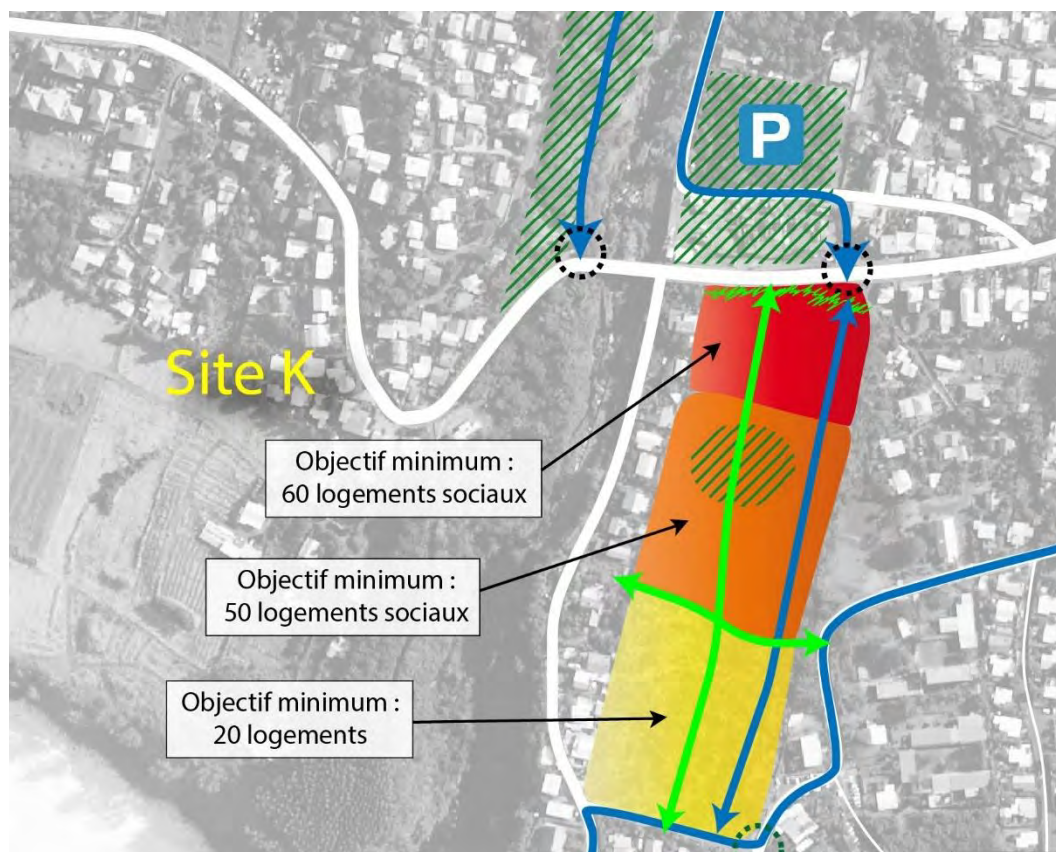 P
Site K
Objectif minimum :
60 logements sociaux
Objectif minimum :
50 logements sociaux
Objectif minimum :
20 logements